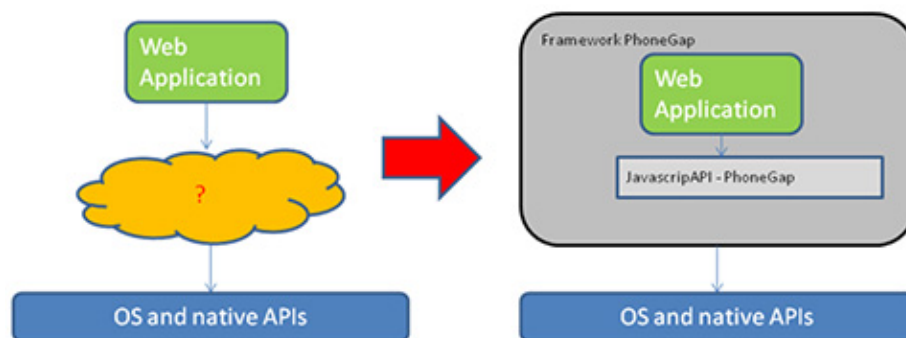 Web
Application
?
OS and native APIs
Framework PhoneGap
Web
Application
JavascripAPI - PhoneGap
OS and native APIs